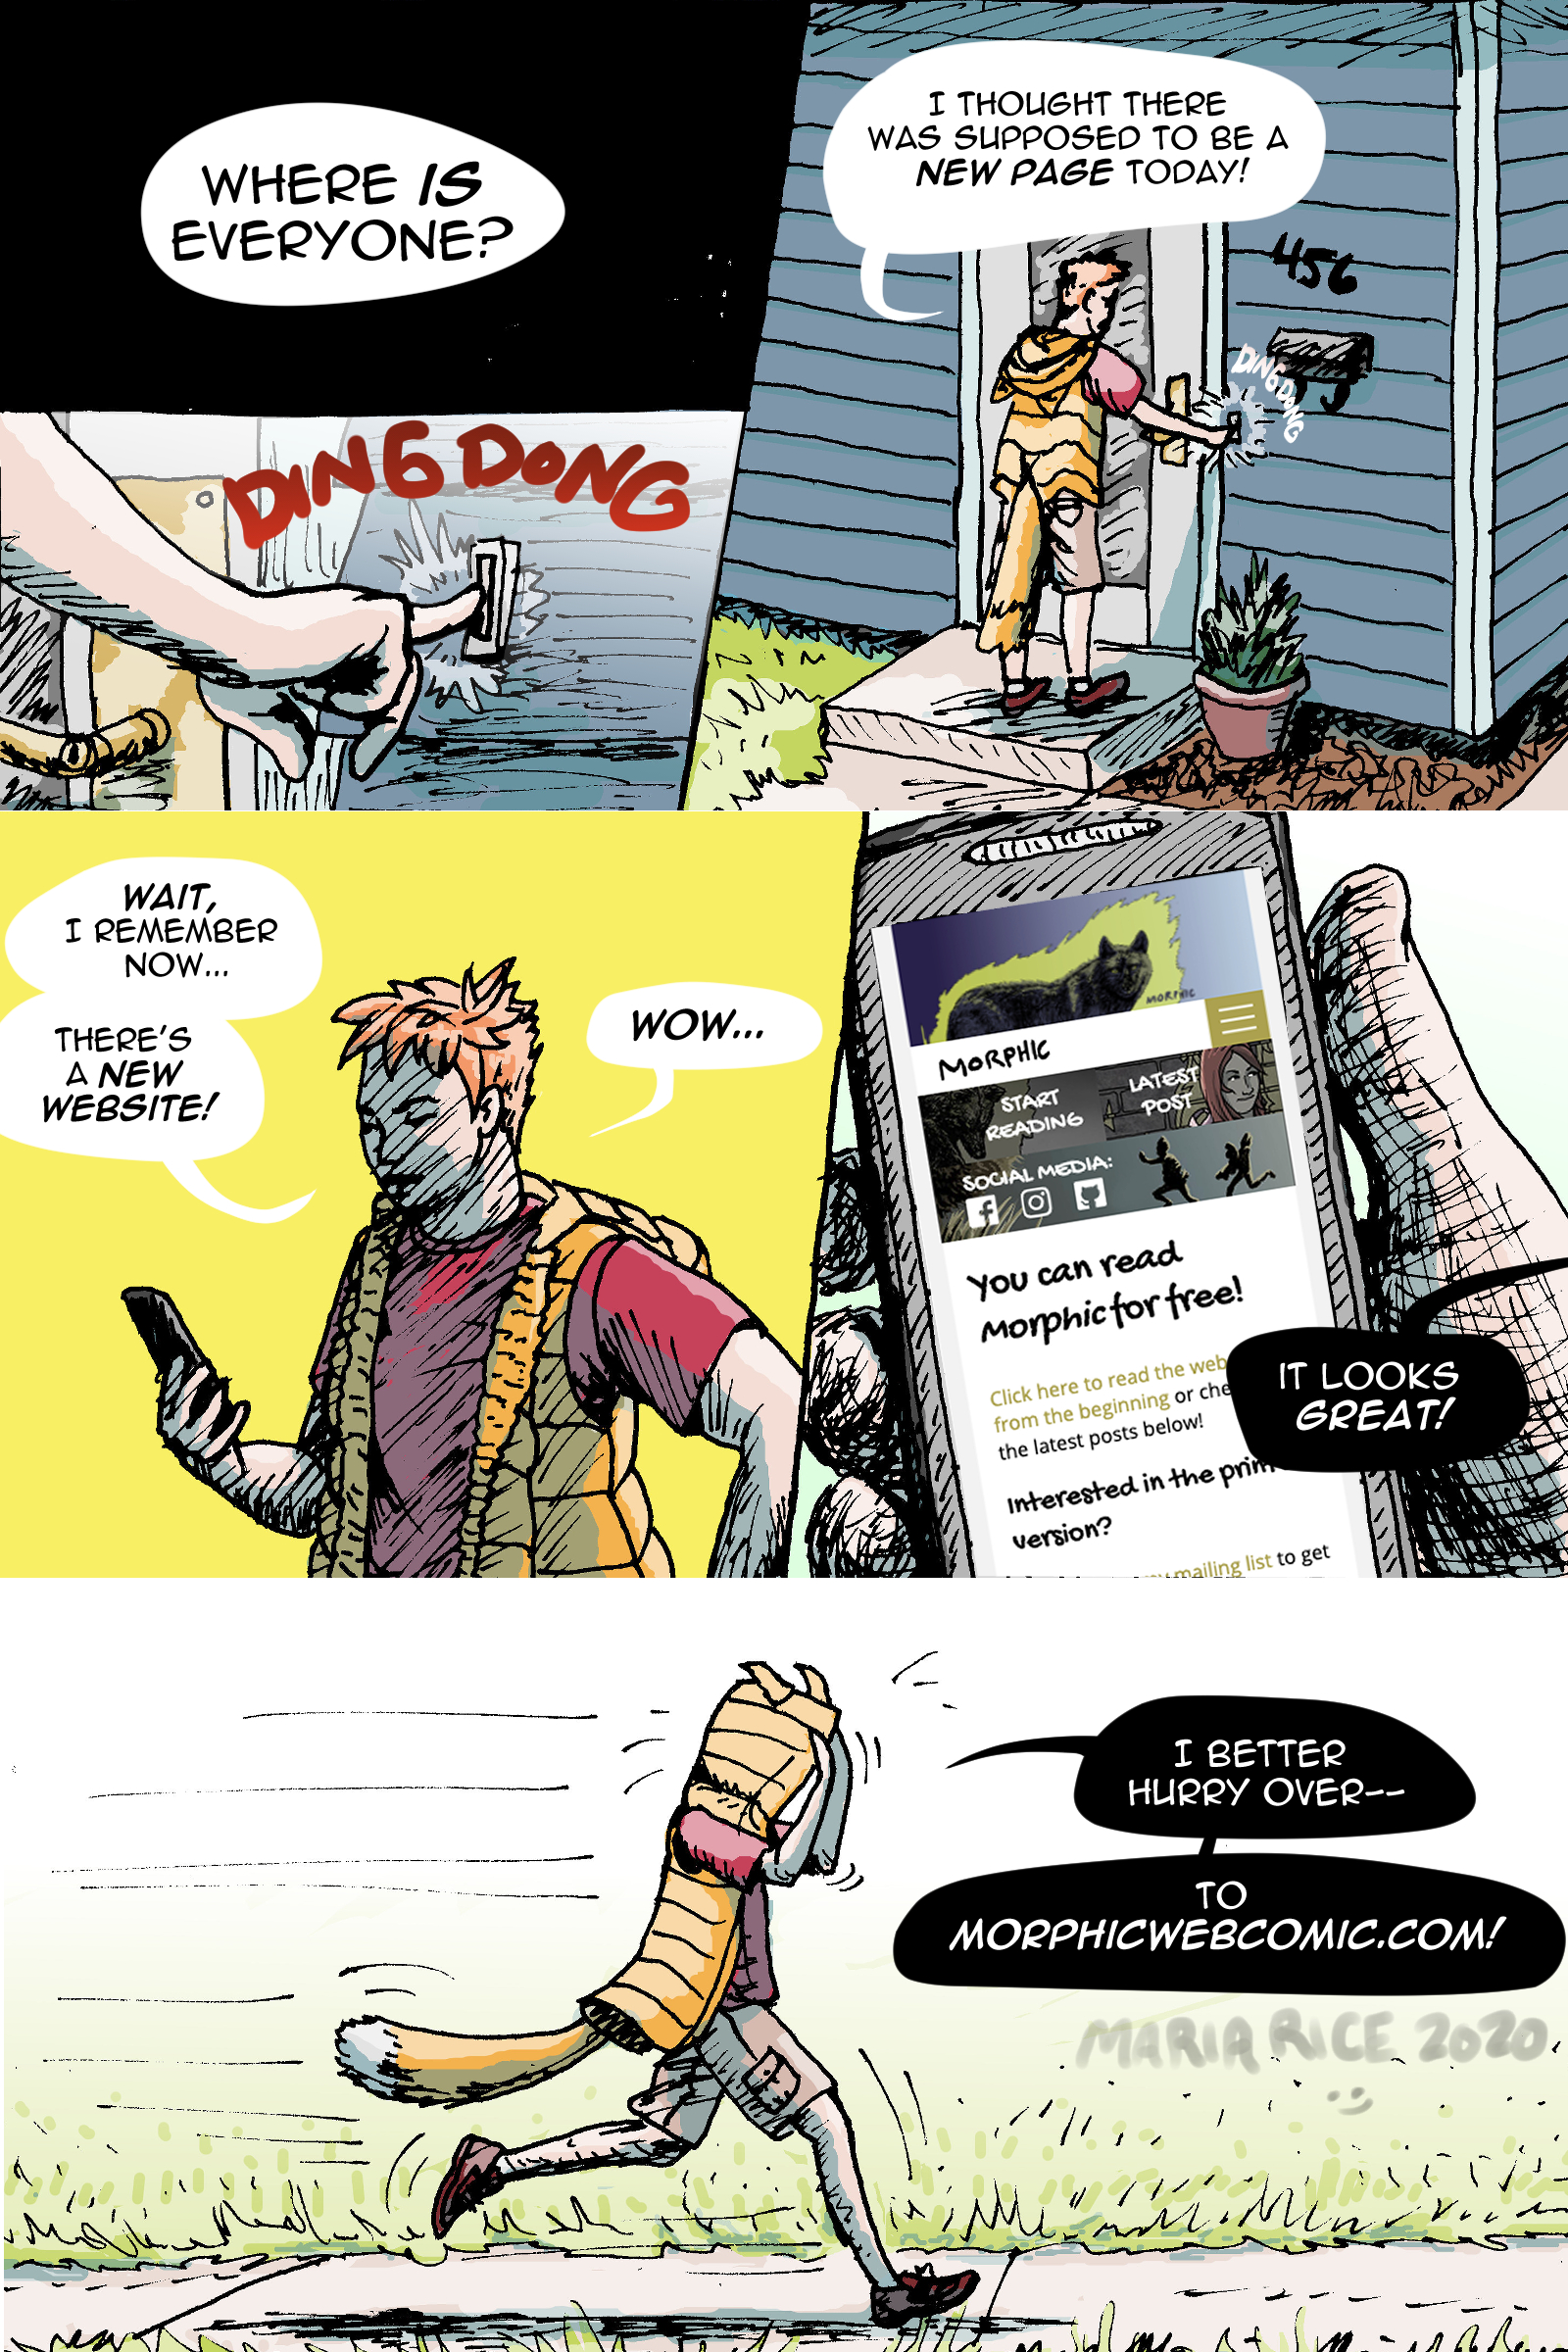 WHERE IS
EVERYONE?
DING DONG
I THOUGHT THERE
WAS SUPPOSED TO BE A
NEW PAGE TODAY!
456
DING DONG
WAIT,
I REMEMBER
NOW...
THERE'S
A NEW
WEBSITE!
WOW...
MORPHIC
MORPHIC
START
READING
LATEST
POST
SOCIAL MEDIA:
You can read
Morphic for free!
Click here to read the web
from the beginning or che
the latest posts below!
Interested in the prin
version?
my mailing list to get
IT LOOKS
GREAT!
I BETTER
HURRY OVER--
TO
MORPHICWEBCOMIC.COM!
MARIA RICE 2020